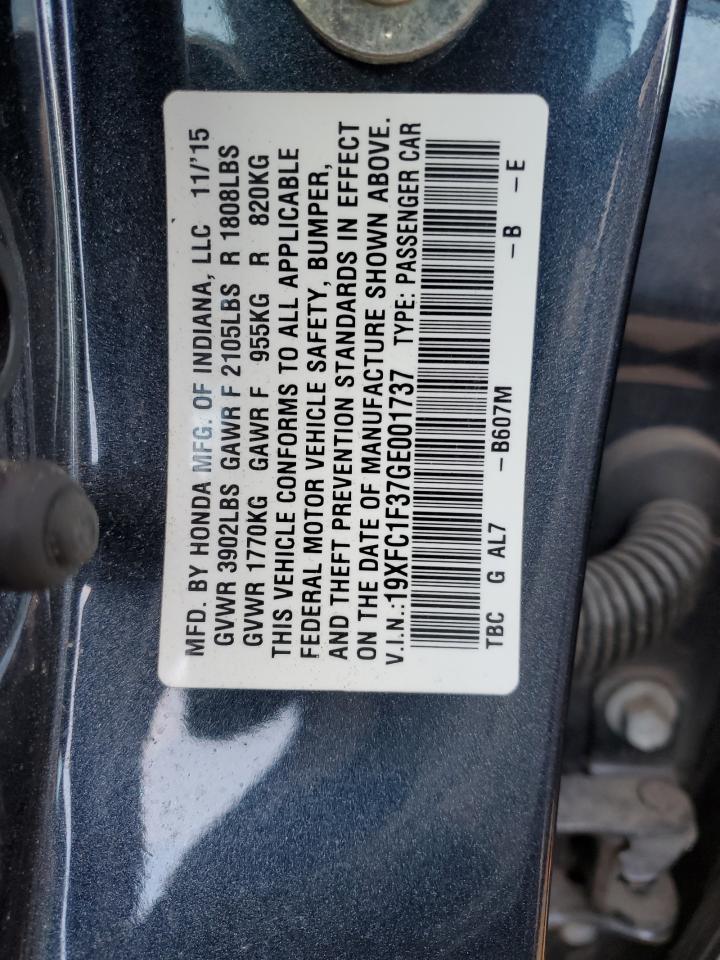 MFD. BY HONDA MFG. OF INDIANA, LLC 11/'15
GVWR 3902LBS GAWR F 2105LBS R 1808LBS
GVWR 1770KG GAWR F 955KG R 820KG
THIS VEHICLE CONFORMS TO ALL APPLICABLE
FEDERAL MOTOR VEHICLE SAFETY, BUMPER,
AND THEFT PREVENTION STANDARDS IN EFFECT
ON THE DATE OF MANUFACTURE SHOWN ABOVE.
V.I.N.:19XFC1F37GE001737 TYPE: PASSENGER CAR
TBC G AL7 –B607M –B –E